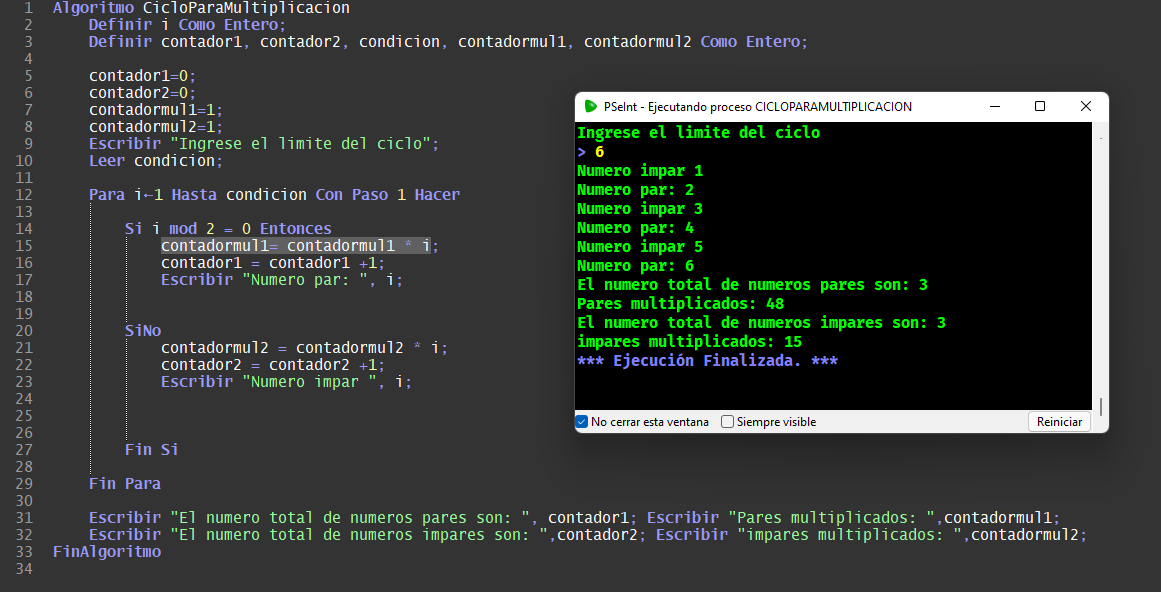 1 Algoritmo CicloParaMultiplicacion
2 Definir i Como Entero;
3 Definir contador1, contador2, condicion, contadormul1, contadormul2 Como Entero;
4
5 contador1=0;
6 contador2=0;
7 contadormul1=1;
8 contadormul2=1;
9 Escribir "Ingrese el limite del ciclo";
10 Leer condicion;
11
12 Para i←1 Hasta condicion Con Paso 1 Hacer
13
14 Si i mod 2 = 0 Entonces
15 contadormul1= contadormul1 * i;
16 contador1 = contador1 +1;
17 Escribir "Numero par: ", i;
18
19
20 SiNo
21 contadormul2 = contadormul2 * i;
22 contador2 = contador2 +1;
23 Escribir "Numero impar ", i;
24
25
26
27 Fin Si
28
29 Fin Para
30
31 Escribir "El numero total de numeros pares son: ", contador1; Escribir "Pares multiplicados: ",contadormul1;
32 Escribir "El numero total de numeros impares son: ",contador2; Escribir "impares multiplicados: ",contadormul2;
33 FinAlgoritmo
34
PSeInt - Ejecutando proceso CICLOPARAMULTIPLICACION
Ingrese el limite del ciclo
> 6
Numero impar 1
Numero par: 2
Numero impar 3
Numero par: 4
Numero impar 5
Numero par: 6
El numero total de numeros pares son: 3
Pares multiplicados: 48
El numero total de numeros impares son: 3
impares multiplicados: 15
*** Ejecución Finalizada. ***
No cerrar esta ventana Siempre visible Reiniciar